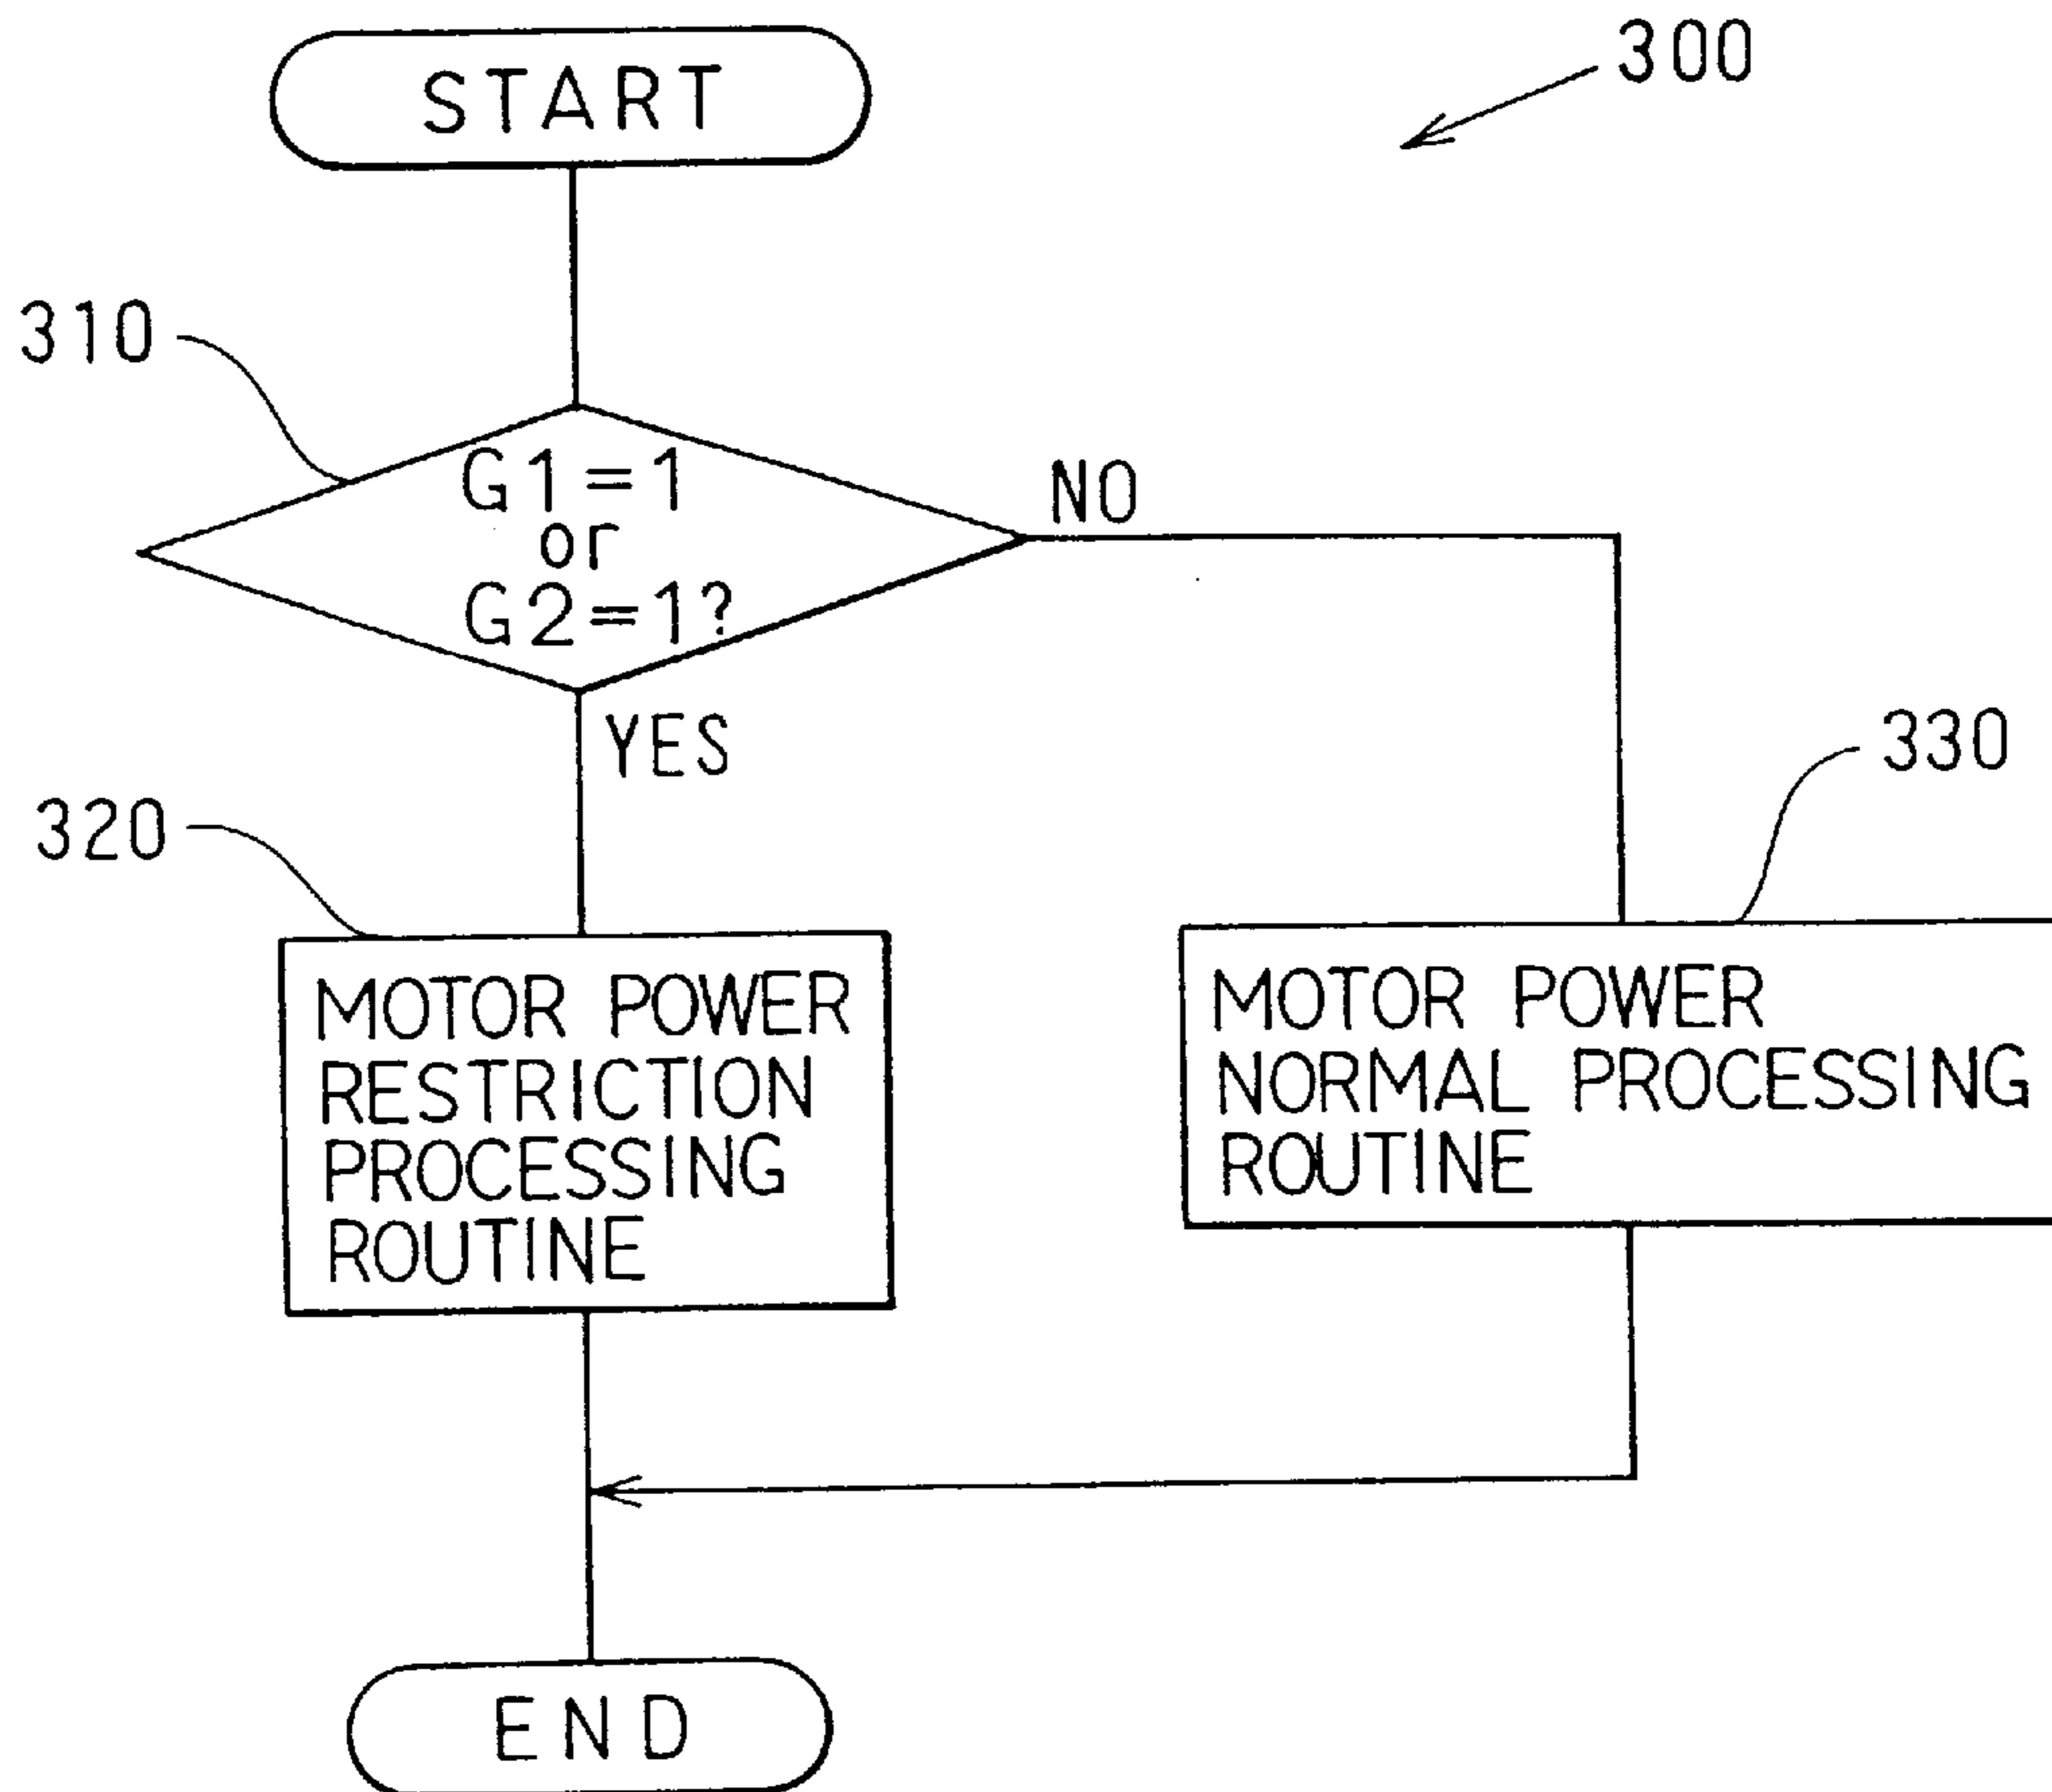 START
300
310
G1=1
or
G2=1?
NO
YES
330
320
MOTOR POWER
RESTRICTION
PROCESSING
ROUTINE
MOTOR POWER
NORMAL PROCESSING
ROUTINE
END